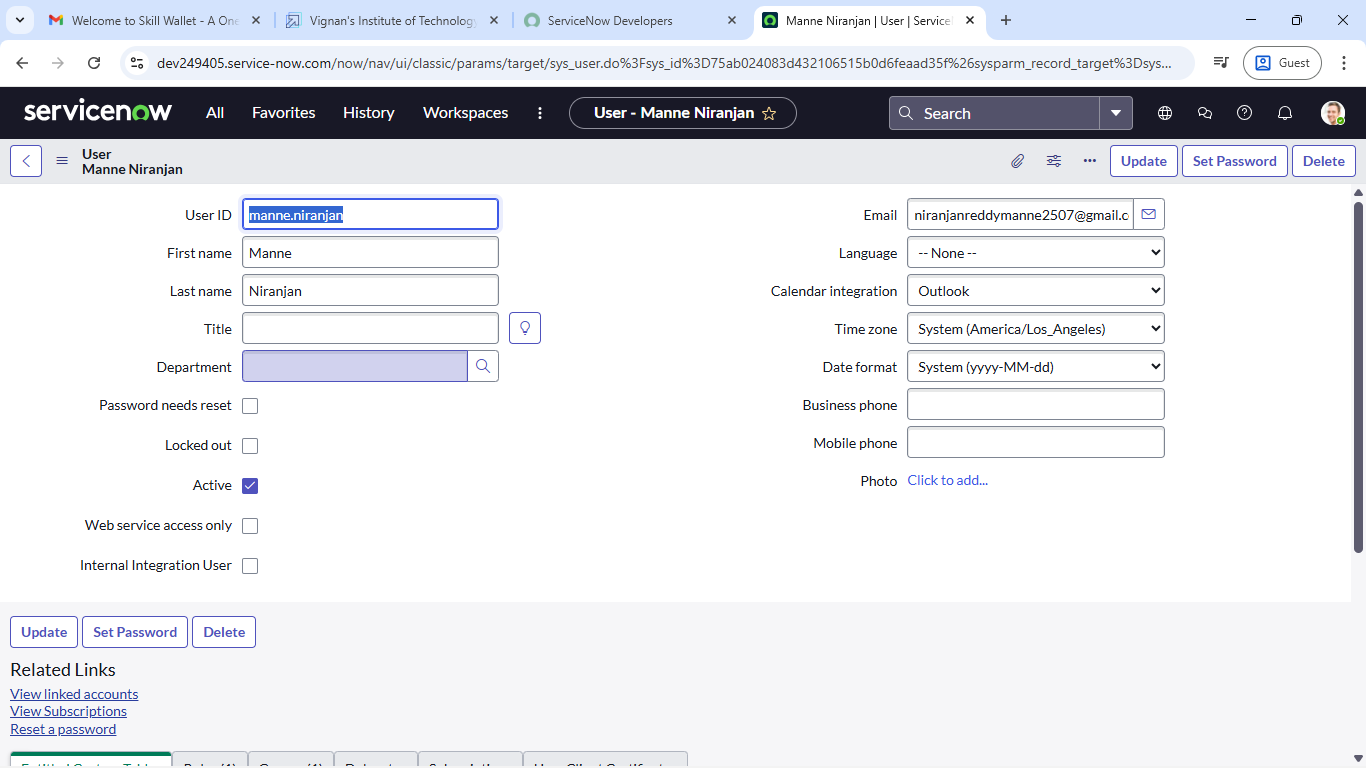 Welcome to Skill Wallet - A One
Vignan's Institute of Technology
ServiceNow Developers
Manne Niranjan | User | Service
dev249405.service-now.com/now/nav/ui/classic/params/target/sys_user.do%3Fsys_id%3D75ab024083d432106515b0d6feaad35f%26sysparm_record_target%3Dsys...
Guest
servicenow
All
Favorites
History
Workspaces
User - Manne Niranjan
Search
User
Manne Niranjan
Update
Set Password
Delete
User ID
manne.niranjan
First name
Manne
Last name
Niranjan
Title
Department
Password needs reset
Locked out
Active
Web service access only
Internal Integration User
Email
niranjanreddymanne2507@gmail.c
Language
-- None --
Calendar integration
Outlook
Time zone
System (America/Los_Angeles)
Date format
System (yyyy-MM-dd)
Business phone
Mobile phone
Photo
Click to add...
Update
Set Password
Delete
Related Links
View linked accounts
View Subscriptions
Reset a password